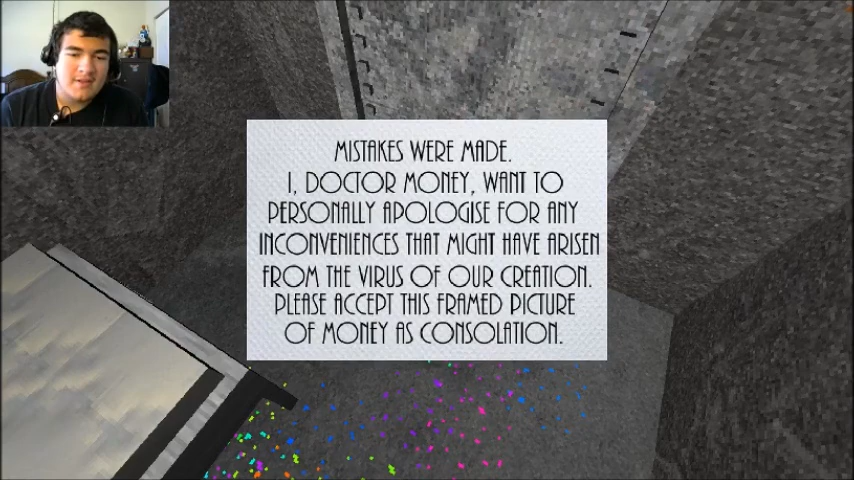 MISTAKES WERE MADE.
I, DOCTOR MONEY, WANT TO
PERSONALLY APOLOGISE FOR ANY
INCONVENIENCES THAT MIGHT HAVE ARISEN
FROM THE VIRUS OF OUR CREATION.
PLEASE ACCEPT THIS FRAMED PICTURE
OF MONEY AS CONSOLATION.